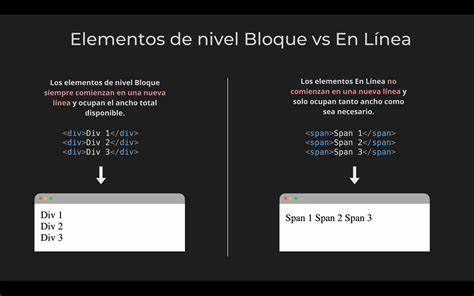 Elementos de nivel Bloque vs En Línea
Los elementos de nivel Bloque
siempre comienzan en una nueva
línea y ocupan el ancho total
disponible.
<div>Div 1</div>
<div>Div 2</div>
<div>Div 3</div>
Div 1
Div 2
Div 3
Los elementos En Línea no
comienzan en una nueva línea y
solo ocupan tanto ancho como
sea necesario.
<span>Span 1</span>
<span>Span 2</span>
<span>Span 3</span>
Span 1 Span 2 Span 3